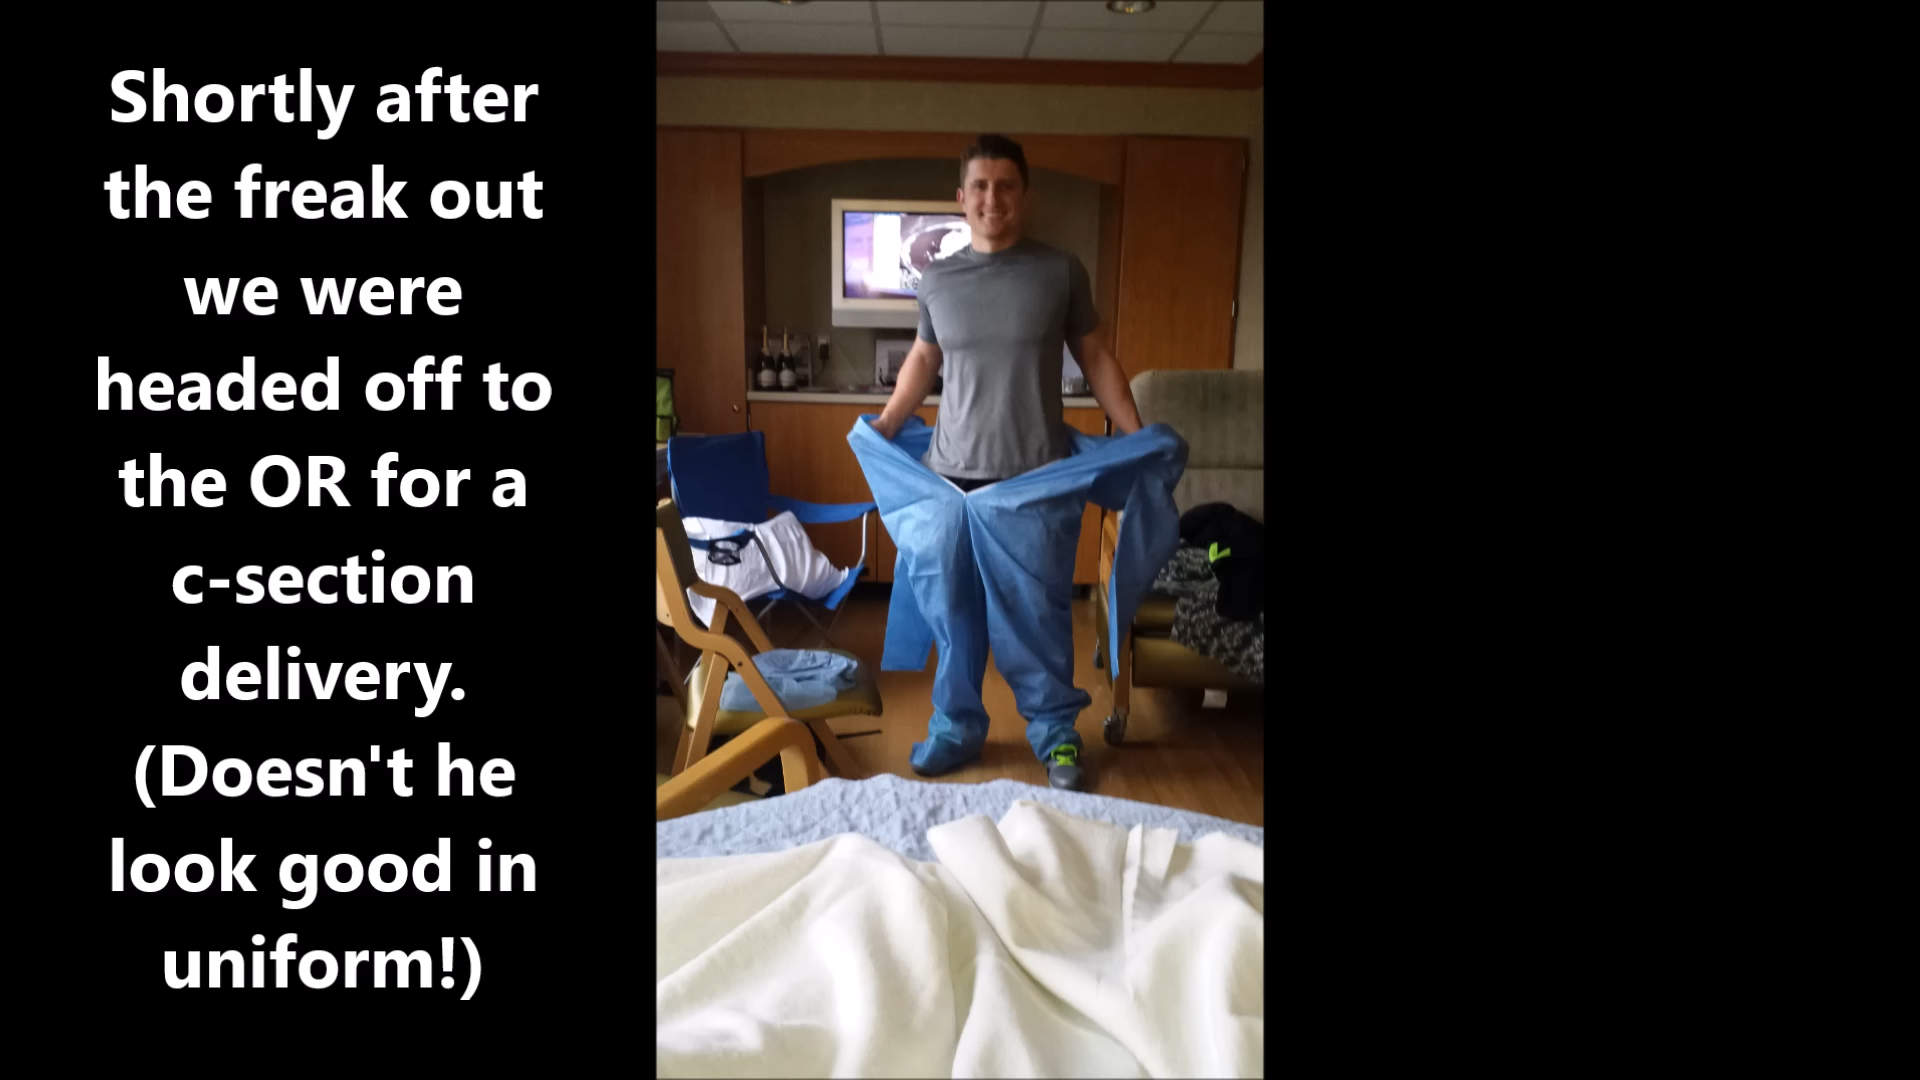 Shortly after
the freak out
we were
headed off to
the OR for a
c-section
delivery.
(Doesn't he
look good in
uniform!)